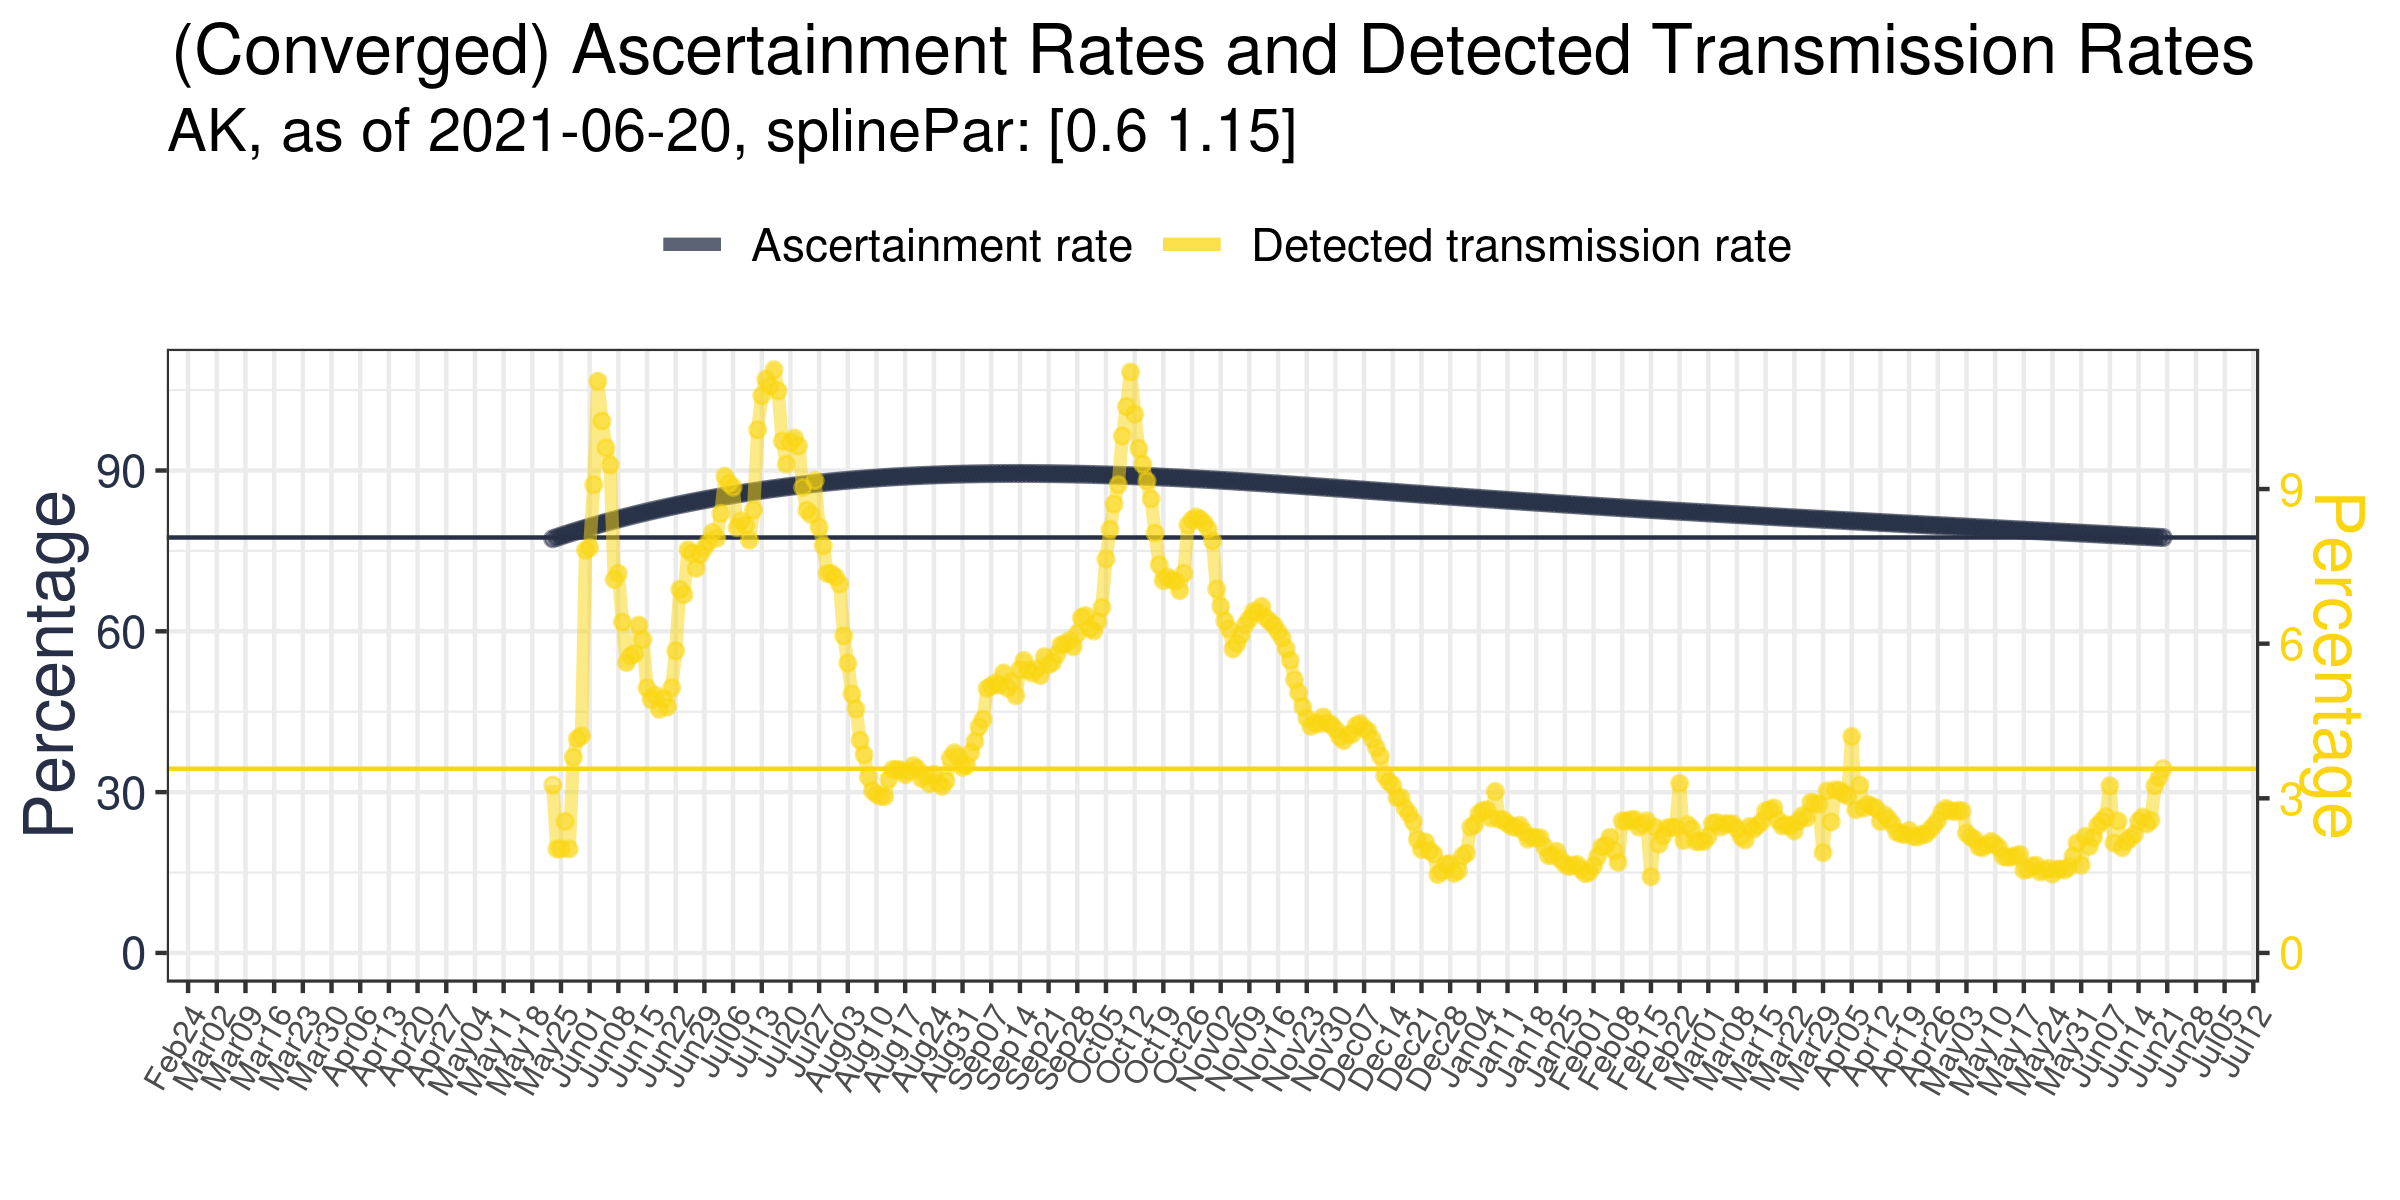 (Converged) Ascertainment Rates and Detected Transmission Rates
AK, as of 2021-06-20, splinePar: [0.6 1.15]
Ascertainment rate Detected transmission rate
Percentage
90
60
30
0
9
6
3
0
Percentage
Feb24 Mar02 Mar09 Mar16 Mar23 Mar30 Apr06 Apr13 Apr20 Apr27 May04 May11 May18 May25 Jun01 Jun08 Jun15 Jun22 Jun29 Jul06 Jul13 Jul20 Jul27 Aug03 Aug10 Aug17 Aug24 Aug31 Sep07 Sep14 Sep21 Sep28 Oct05 Oct12 Oct19 Oct26 Nov02 Nov09 Nov16 Nov23 Nov30 Dec07 Dec14 Dec21 Dec28 Jan04 Jan11 Jan18 Jan25 Feb01 Feb08 Feb15 Feb22 Mar01 Mar08 Mar15 Mar22 Mar29 Apr05 Apr12 Apr19 Apr26 May03 May10 May17 May24 May31 Jun07 Jun14 Jun21 Jun28 Jul05 Jul12